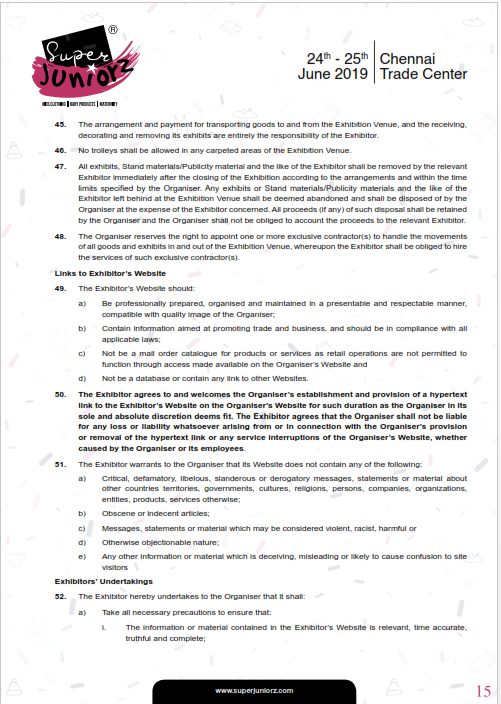 Super
Juniorz
®
KIDS CLOTHING | BABY PRODUCTS | MATERNITY
24th - 25th
June 2019
Chennai
Trade Center
45. The arrangement and payment for transporting goods to and from the Exhibition Venue, and the receiving,
decorating and removing its exhibits are entirely the responsibility of the Exhibitor.
46. No trolleys shall be allowed in any carpeted areas of the Exhibition Venue.
47. All exhibits, Stand materials/Publicity material and the like of the Exhibitor shall be removed by the relevant
Exhibitor immediately after the closing of the Exhibition according to the arrangements and within the time
limits specified by the Organiser. Any exhibits or Stand materials/Publicity materials and the like of the
Exhibitor left behind at the Exhibition Venue shall be deemed abandoned and shall be disposed of by the
Organiser at the expense of the Exhibitor concerned. All proceeds (if any) of such disposal shall be retained
by the Organiser and the Organiser shall not be obliged to account the proceeds to the relevant Exhibitor.
48. The Organiser reserves the right to appoint one or more exclusive contractor(s) to handle the movements
of all goods and exhibits in and out of the Exhibition Venue, whereupon the Exhibitor shall be obliged to hire
the services of such exclusive contractor(s).
Links to Exhibitor's Website
49. The Exhibitor's Website should:
a) Be professionally prepared, organised and maintained in a presentable and respectable manner,
compatible with quality image of the Organiser;
b) Contain information aimed at promoting trade and business, and should be in compliance with all
applicable laws;
c) Not be a mail order catalogue for products or services as retail operations are not permitted to
function through access made available on the Organiser's Website and
d) Not be a database or contain any link to other Websites.
50. The Exhibitor agrees to and welcomes the Organiser's establishment and provision of a hypertext
link to the Exhibitor's Website on the Organiser's Website for such duration as the Organiser in its
sole and absolute discretion deems fit. The Exhibitor agrees that the Organiser shall not be liable
for any loss or liability whatsoever arising from or in connection with the Organiser's provision
or removal of the hypertext link or any service interruptions of the Organiser's Website, whether
caused by the Organiser or its employees.
51. The Exhibitor warrants to the Organiser that its Website does not contain any of the following:
a) Critical, defamatory, libelous, slanderous or derogatory messages, statements or material about
other countries territories, governments, cultures, religions, persons, companies, organizations,
entities, products, services otherwise;
b) Obscene or indecent articles;
c) Messages, statements or material which may be considered violent, racist, harmful or
d) Otherwise objectionable nature;
e) Any other information or material which is deceiving, misleading or likely to cause confusion to site
visitors
Exhibitors' Undertakings
52. The Exhibitor hereby undertakes to the Organiser that it shall:
a) Take all necessary precautions to ensure that:
i. The information or material contained in the Exhibitor's Website is relevant, time accurate,
truthful and complete;
www.superjuniorz.com
15